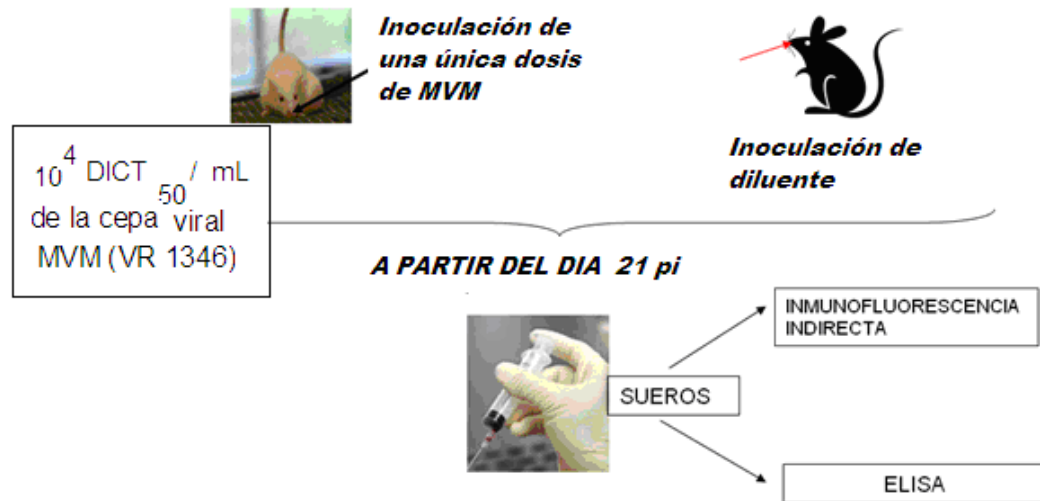 Inoculación de
una única dosis
de MVM
Inoculación de
diluente
10 4 DICT 50 / mL
de la cepa viral
MVM (VR 1346)
A PARTIR DEL DIA 21 pi
INMUNOFLUORESCENCIA
INDIRECTA
SUEROS
ELISA